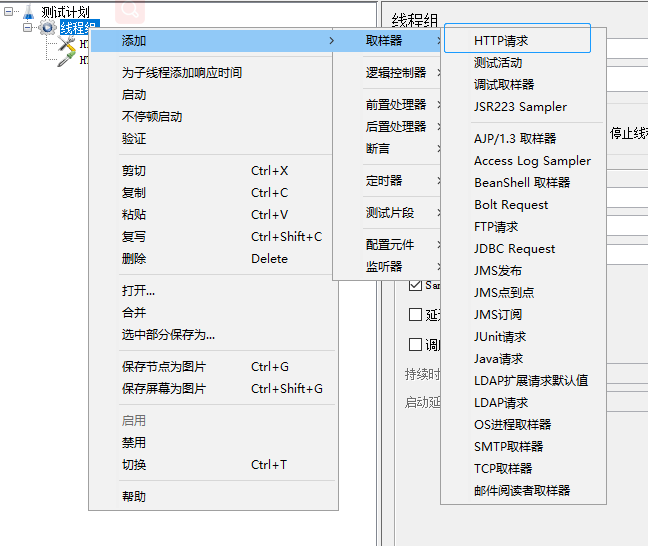 测试计划
线程组
添加
为子线程添加响应时间
启动
不停顿启动
验证
剪切 Ctrl+X
复制 Ctrl+C
粘贴 Ctrl+V
复写 Ctrl+Shift+C
删除 Delete
打开...
合并
选中部分保存为...
保存节点为图片 Ctrl+G
保存屏幕为图片 Ctrl+Shift+G
启用
禁用
切换 Ctrl+T
帮助
取样器
逻辑控制器
前置处理器
后置处理器
断言
定时器
测试片段
配置元件
监听器
线程组
HTTP请求
测试活动
调试取样器
JSR223 Sampler
AJP/1.3 取样器
Access Log Sampler
BeanShell 取样器
Bolt Request
FTP请求
JDBC Request
JMS发布
JMS点到点
JMS订阅
JUnit请求
Java请求
LDAP扩展请求默认值
LDAP请求
OS进程取样器
SMTP取样器
TCP取样器
邮件阅读者取样器
停止线
Sam
延
调
持续时
启动延